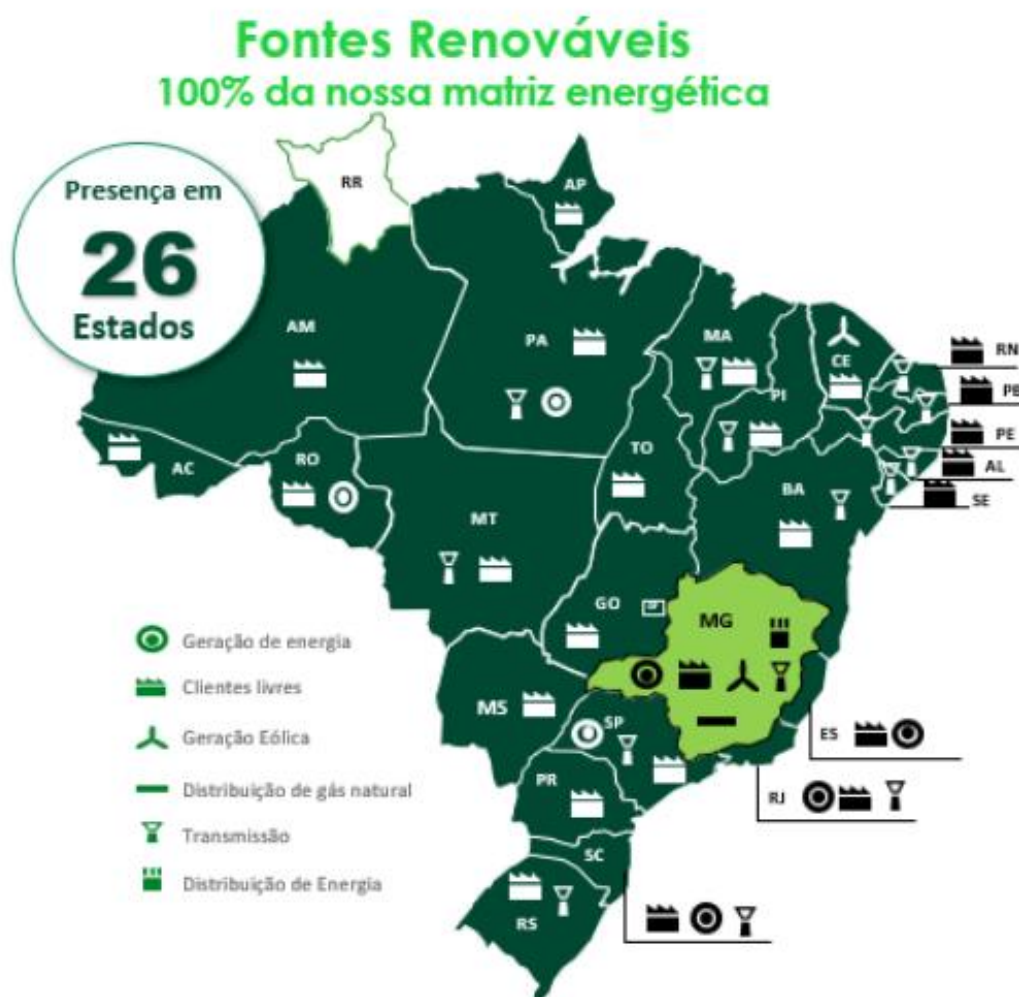 Fontes Renováveis
100% da nossa matriz energética
Presença em
26
Estados
RR
AP
AM
PA
MA
CE
RN
PB
PI
PE
AL
SE
TO
AC
RO
BA
MT
GO
DF
MG
MS
SP
ES
RJ
PR
SC
RS
Geração de energia
Clientes livres
Geração Eólica
Distribuição de gás natural
Transmissão
Distribuição de Energia